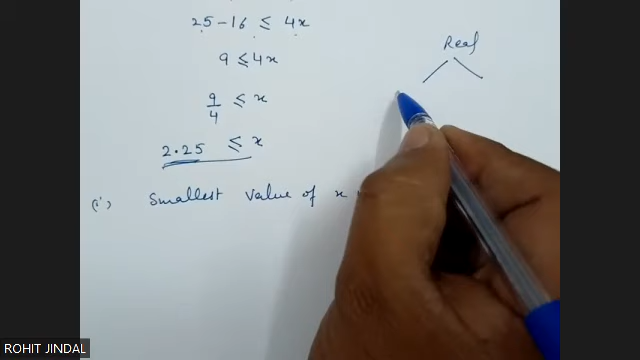 25-16 ≤ 4x
9 ≤ 4x
9/4 ≤ x
2.25 ≤ x
(i) Smallest value of x
Real
ROHIT JINDAL